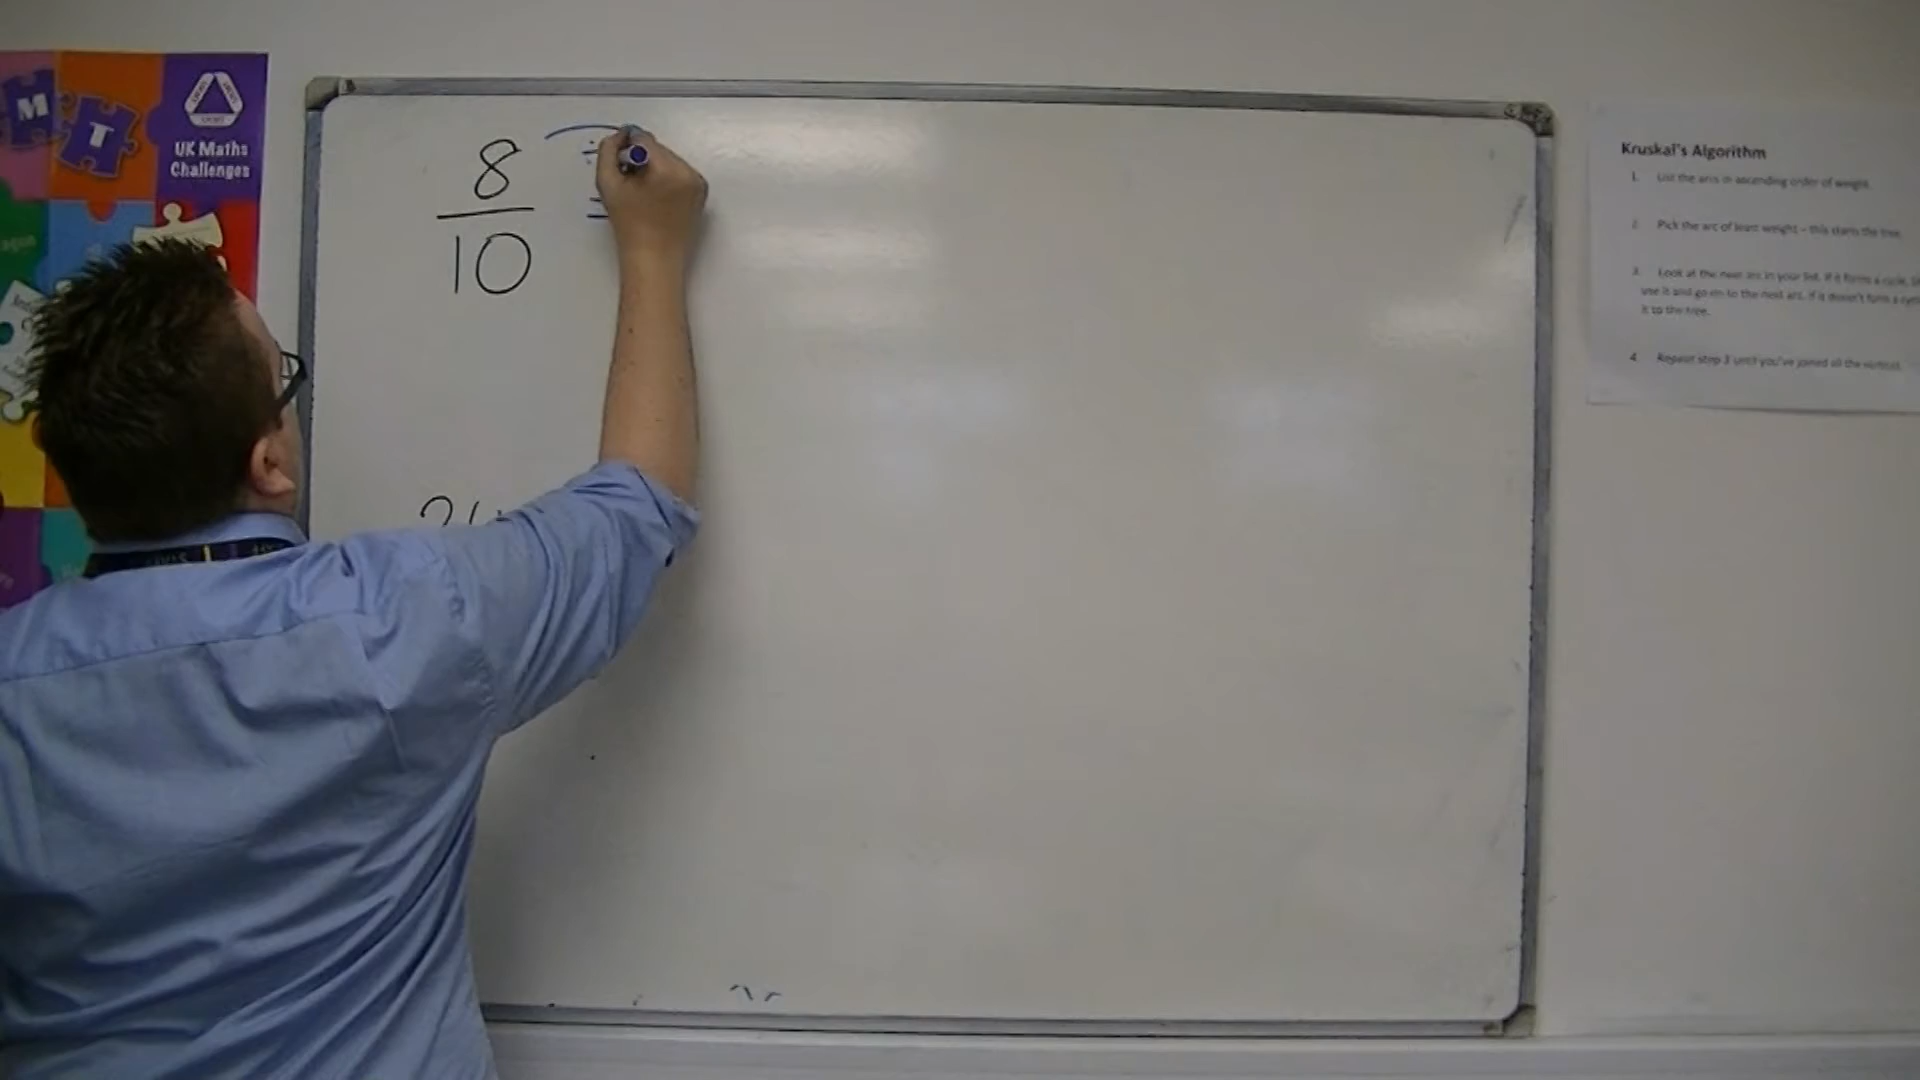 M
T
UK Maths
Challenges
8
10
÷
=
Kruskal's Algorithm
1. List the arcs in ascending order of weight.
2. Pick the arc of least weight – this starts the tree.
3. Look at the next arc in your list. If it forms a cycle,
use it and go on to the next arc. If it doesn't form a
it to the tree.
4. Repeat step 3 until you've joined all the vertices.